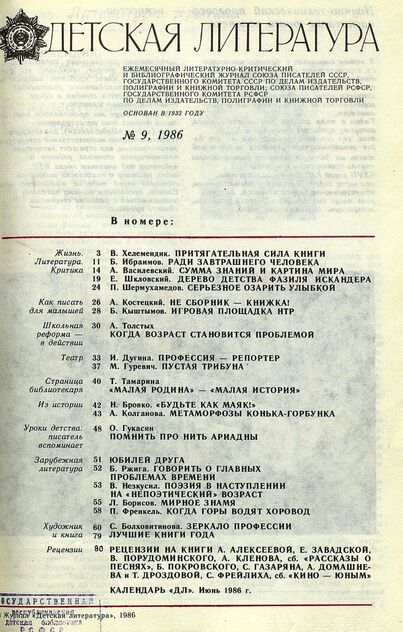 ДЕТСКАЯ ЛИТЕРАТУРА
ЕЖЕМЕСЯЧНЫЙ ЛИТЕРАТУРНО-КРИТИЧЕСКИЙ
И БИБЛИОГРАФИЧЕСКИЙ ЖУРНАЛ СОЮЗА ПИСАТЕЛЕЙ СССР,
ГОСУДАРСТВЕННОГО КОМИТЕТА СССР ПО ДЕЛАМ ИЗДАТЕЛЬСТВ,
ПОЛИГРАФИИ И КНИЖНОЙ ТОРГОВЛИ; СОЮЗА ПИСАТЕЛЕЙ РСФСР,
ГОСУДАРСТВЕННОГО КОМИТЕТА РСФСР
ПО ДЕЛАМ ИЗДАТЕЛЬСТВ, ПОЛИГРАФИИ И КНИЖНОЙ ТОРГОВЛИ
ОСНОВАН В 1932 ГОДУ
№ 9, 1986
В номере:
Жизнь. 3 В. Хелемендик. ПРИТЯГАТЕЛЬНАЯ СИЛА КНИГИ
Литература. 11 Б. Ибраимов. РАДИ ЗАВТРАШНЕГО ЧЕЛОВЕКА
Критика 14 А. Василевский. СУММА ЗНАНИЙ И КАРТИНА МИРА
19 Е. Шкловский. ДЕРЕВО ДЕТСТВА ФАЗИЛЯ ИСКАНДЕРА
24 П. Шермухамедов. СЕРЬЕЗНОЕ ОЗАРИТЬ УЛЫБКОЙ
Как писать 26 А. Костецкий. НЕ СБОРНИК — КНИЖКА!
для малышей 28 Б. Кыштымов. ИГРОВАЯ ПЛОЩАДКА НТР
Школьная 30 А. Толстых
реформа — КОГДА ВОЗРАСТ СТАНОВИТСЯ ПРОБЛЕМОЙ
в действии
Театр 33 И. Дугина. ПРОФЕССИЯ — РЕПОРТЕР
37 М. Гуревич. ПУСТАЯ ТРИБУНА
Страница 40 Т. Тамарина
библиотекаря «МАЛАЯ РОДИНА» — «МАЛАЯ ИСТОРИЯ»
Из истории 42 Н. Бровко. «БУДЬТЕ КАК МАЯК!»
43 А. Колганова. МЕТАМОРФОЗЫ КОНЬКА-ГОРБУНКА
Уроки детства: 48 О. Гукасян
писатель ПОМНИТЬ ПРО НИТЬ АРИАДНЫ
вспоминает
Зарубежная 51 ЮБИЛЕЙ ДРУГА
литература 52 Б. Ржига. ГОВОРИТЬ О ГЛАВНЫХ
ПРОБЛЕМАХ ВРЕМЕНИ
53 В. Незкусил. ПОЭЗИЯ В НАСТУПЛЕНИИ
НА «НЕПОЭТИЧЕСКИЙ» ВОЗРАСТ
55 Л. Борисов. МИРНОЕ ЗНАМЯ
58 П. Френкель. КОГДА ГОРЫ ВОДЯТ ХОРОВОД
Художник 60 С. Болховитинова. ЗЕРКАЛО ПРОФЕССИИ
и книга 79 ЛУЧШИЕ КНИГИ ГОДА
Рецензии 80 РЕЦЕНЗИИ НА КНИГИ А. АЛЕКСЕЕВОЙ, Е. ЗАВАДСКОЙ,
В. ПОРУДОМИНСКОГО, А. КЛЕНОВА, сб. «РАССКАЗЫ О
ПЕСНЯХ», Б. ПОКРОВСКОГО, С. ГАЗАРЯНА, А. ДОМАШНЕ-
ВА и Т. ДРОЗДОВОЙ, С. ФРЕЙЛИХА, сб. «КИНО — ЮНЫМ»
КАЛЕНДАРЬ «ДЛ». Июнь 1986 г.
ГОСУДАРСТВЕННАЯ
республиканская
Журнал «Детская литература», 1986
детская библиотека
РСФСР